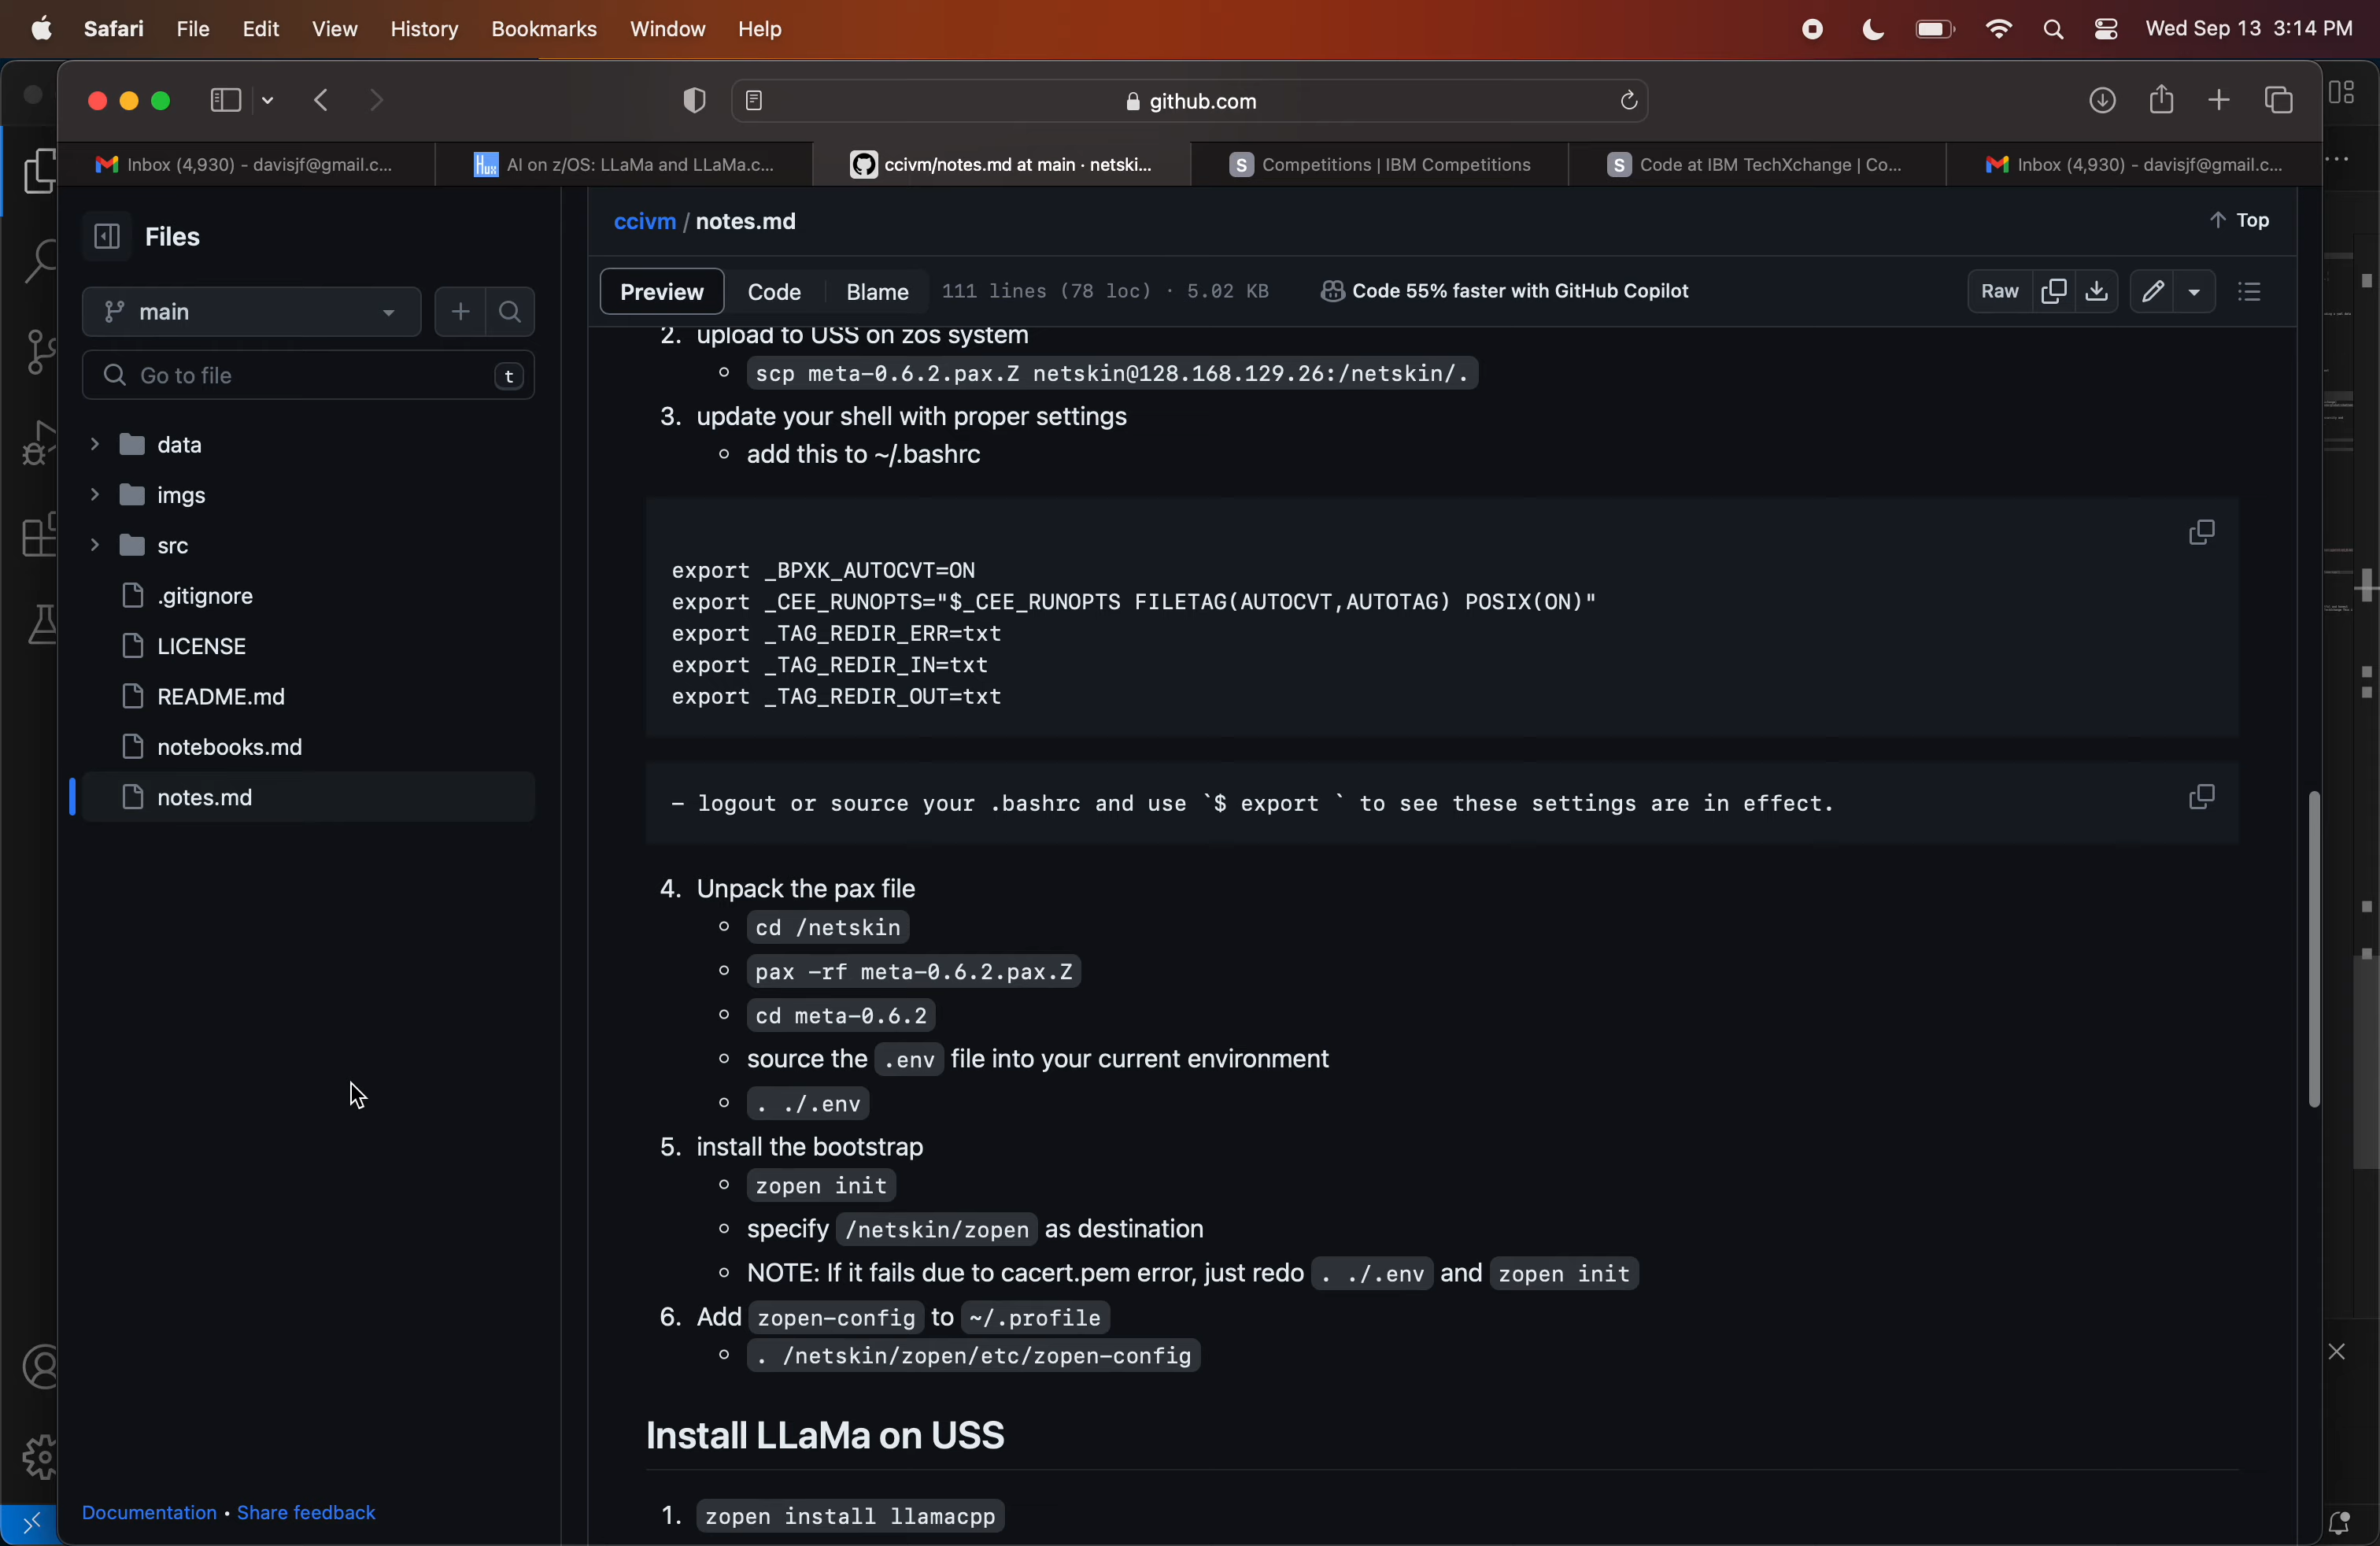 Safari File Edit View History Bookmarks Window Help Wed Sep 13 3:14 PM
github.com
Inbox (4,930) - davisjf@gmail.c...
Hux AI on z/OS: LLaMa and LLaMa.c...
ccivm/notes.md at main · netski...
S Competitions | IBM Competitions
S Code at IBM TechXchange | Co...
Inbox (4,930) - davisjf@gmail.c...
Files
main
Go to file t
data
imgs
src
.gitignore
LICENSE
README.md
notebooks.md
notes.md
Documentation • Share feedback
ccivm / notes.md
Top
Preview Code Blame 111 lines (78 loc) · 5.02 KB Code 55% faster with GitHub Copilot Raw
2. upload to USS on zos system
scp meta-0.6.2.pax.Z netskin@128.168.129.26:/netskin/.
3. update your shell with proper settings
add this to ~/.bashrc
export _BPXK_AUTOCVT=ON
export _CEE_RUNOPTS="$_CEE_RUNOPTS FILETAG(AUTOCVT,AUTOTAG) POSIX(ON)"
export _TAG_REDIR_ERR=txt
export _TAG_REDIR_IN=txt
export _TAG_REDIR_OUT=txt
- logout or source your .bashrc and use `$ export ` to see these settings are in effect.
4. Unpack the pax file
cd /netskin
pax -rf meta-0.6.2.pax.Z
cd meta-0.6.2
source the .env file into your current environment
. ./.env
5. install the bootstrap
zopen init
specify /netskin/zopen as destination
NOTE: If it fails due to cacert.pem error, just redo . ./.env and zopen init
6. Add zopen-config to ~/.profile
. /netskin/zopen/etc/zopen-config
Install LLaMa on USS
1. zopen install llamacpp